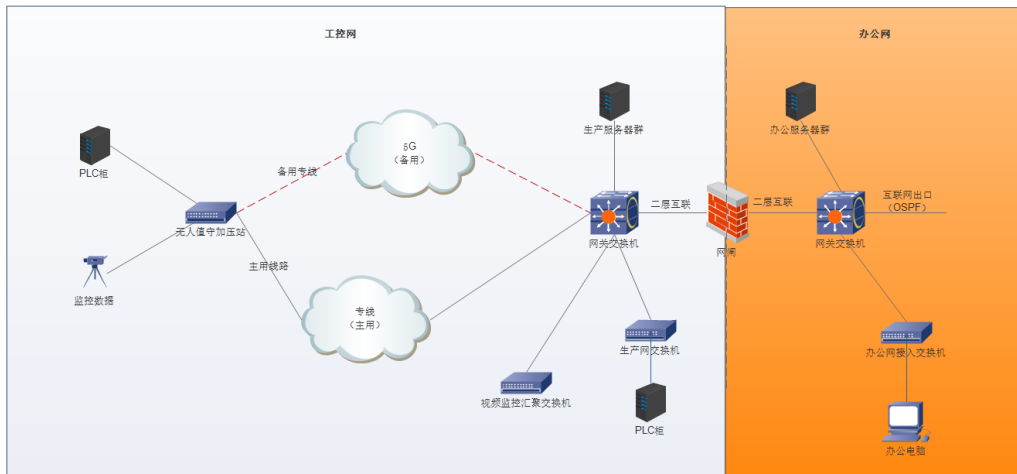 工控网
办公网
生产服务器群
办公服务器群
5G
（备用）
PLC柜
备用专线
二层互联
二层互联
互联网出口
（OSPF）
无人值守加压站
网关交换机
网闸
网关交换机
主用线路
监控数据
专线
（主用）
生产网交换机
办公网接入交换机
视频监控汇聚交换机
PLC柜
办公电脑